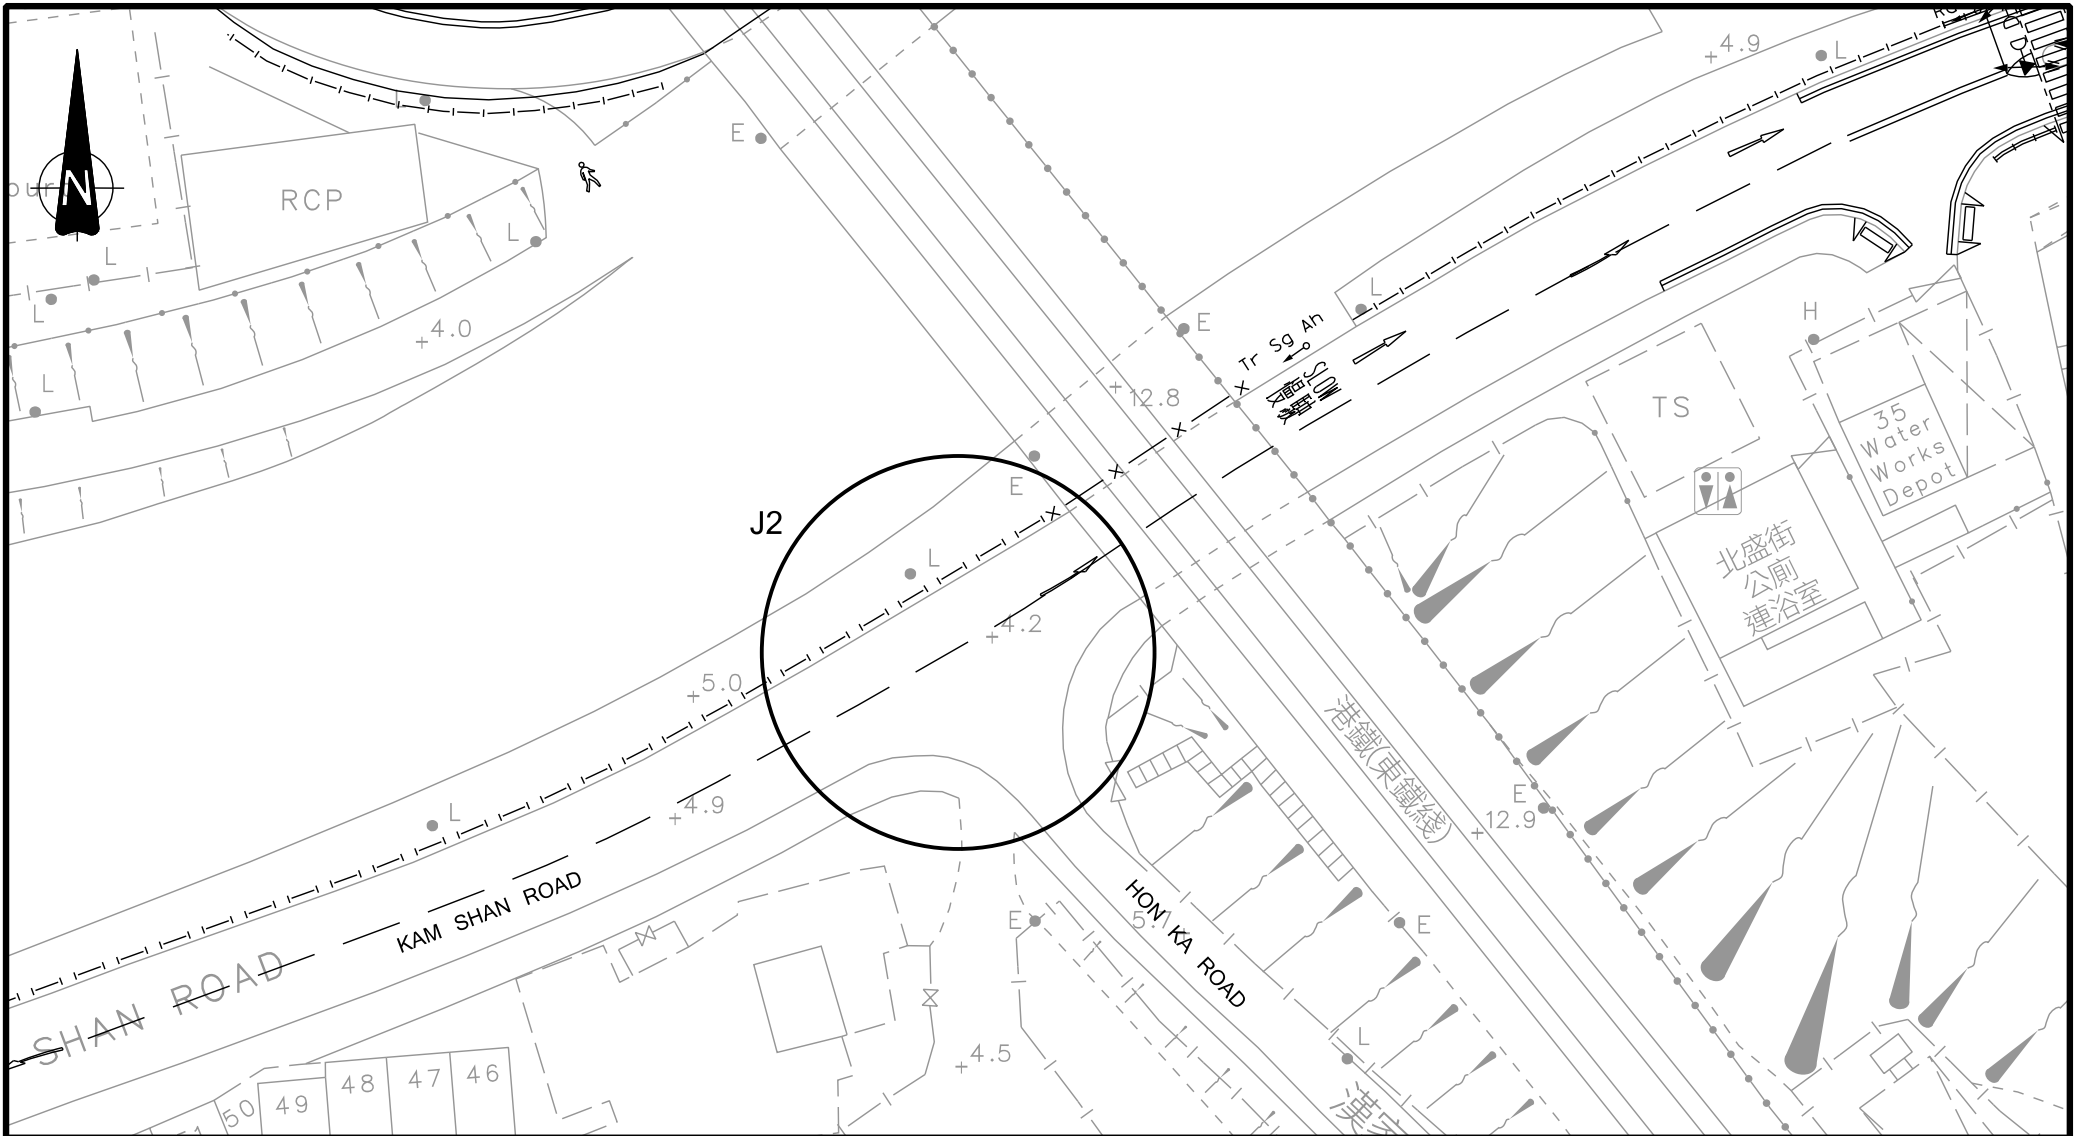 4.9
L
E
N
RCP
L
L
L
4.0
L
E
L
Tr Sg Ah
H
12.8
慢駛
SLOW
TS
35
Water
Works
Depot
E
J2
北盛街
公廁
連浴室
L
4.2
5.0
港鐵(東鐵綫)
E
12.9
4.9
L
KAM SHAN ROAD
HON KA ROAD
E
E
SHAN ROAD
L
4.5
50
49
48
47
46